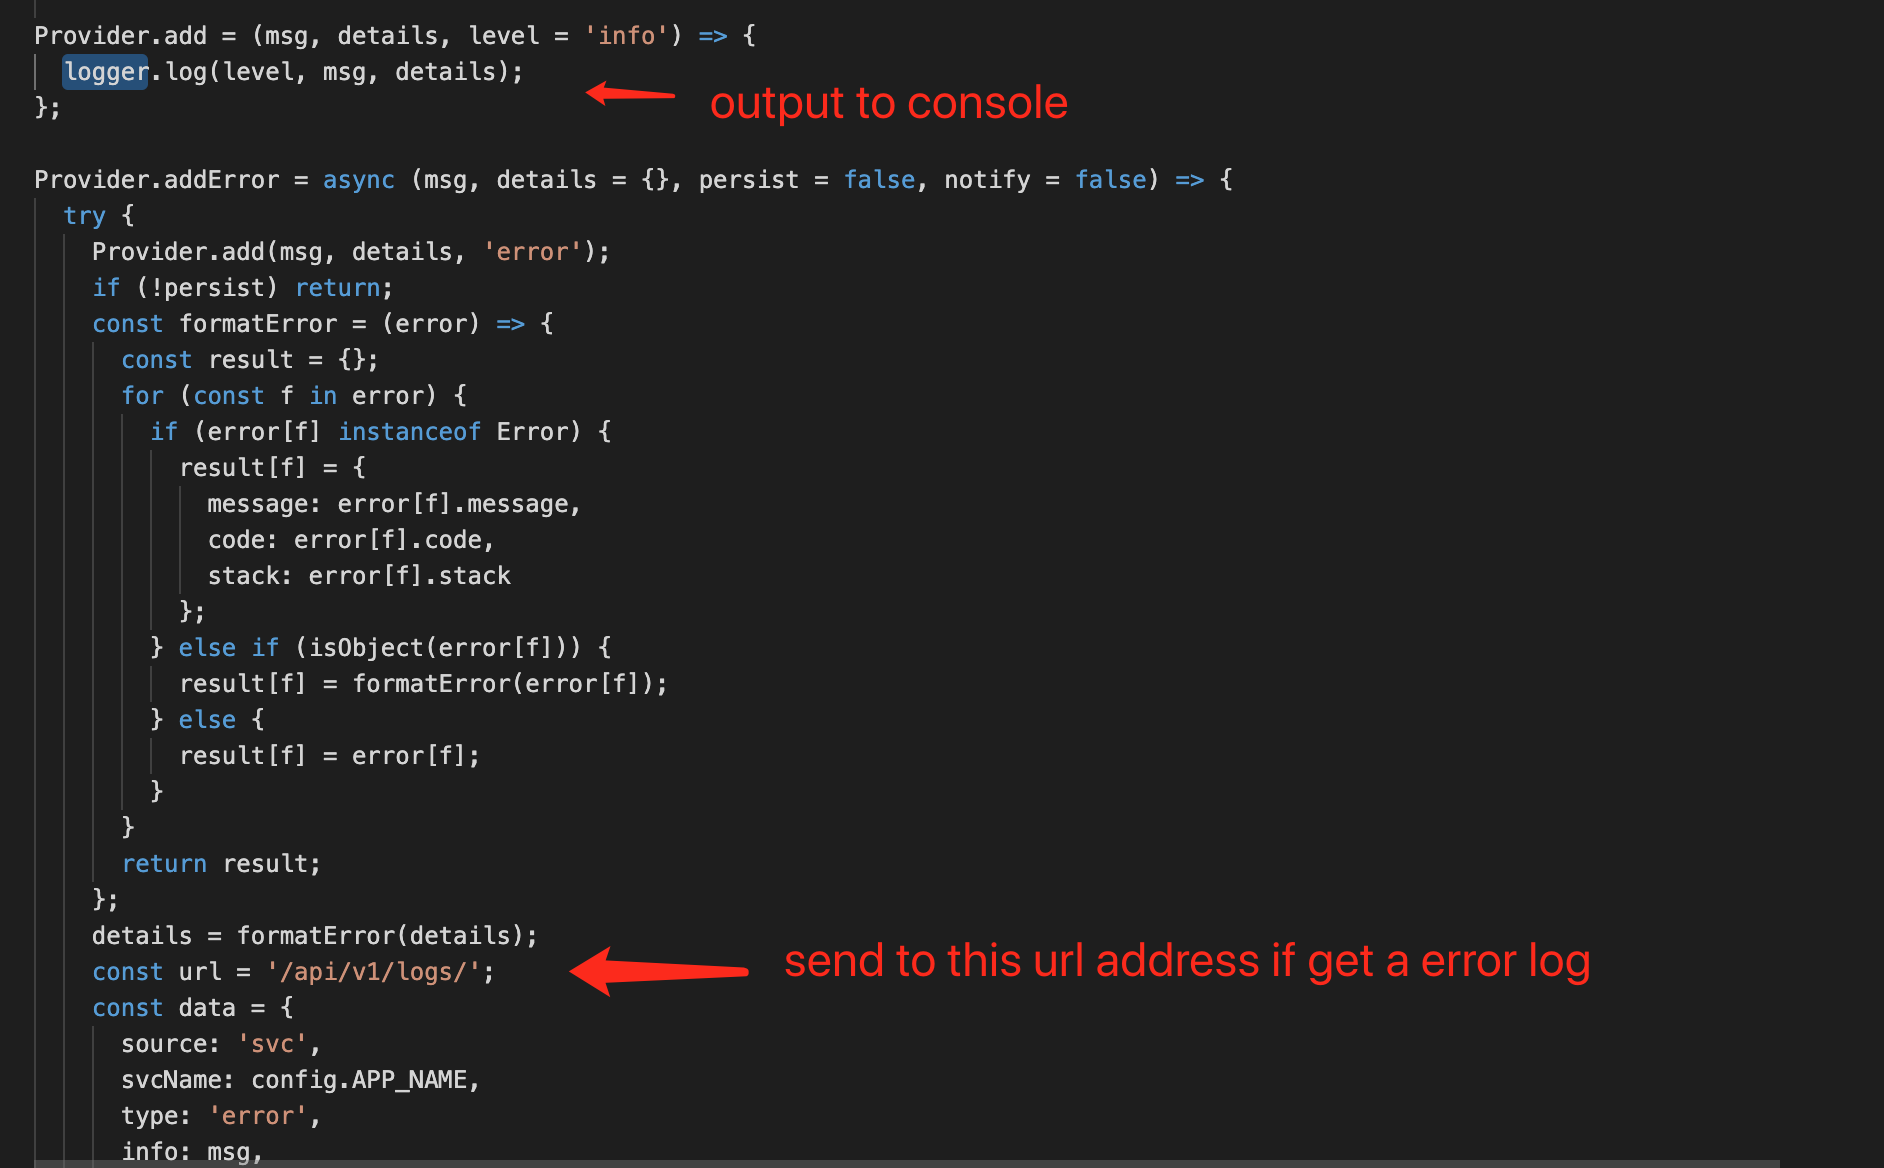 Provider.add = (msg, details, level = 'info') => {
logger.log(level, msg, details);
output to console
};
Provider.addError = async (msg, details = {}, persist = false, notify = false) => {
try {
Provider.add(msg, details, 'error');
if (!persist) return;
const formatError = (error) => {
const result = {};
for (const f in error) {
if (error[f] instanceof Error) {
result[f] = {
message: error[f].message,
code: error[f].code,
stack: error[f].stack
};
} else if (isObject(error[f])) {
result[f] = formatError(error[f]);
} else {
result[f] = error[f];
}
}
return result;
};
details = formatError(details);
send to this url address if get a error log
const url = '/api/v1/logs/';
const data = {
source: 'svc',
svcName: config.APP_NAME,
type: 'error',
info: msg,